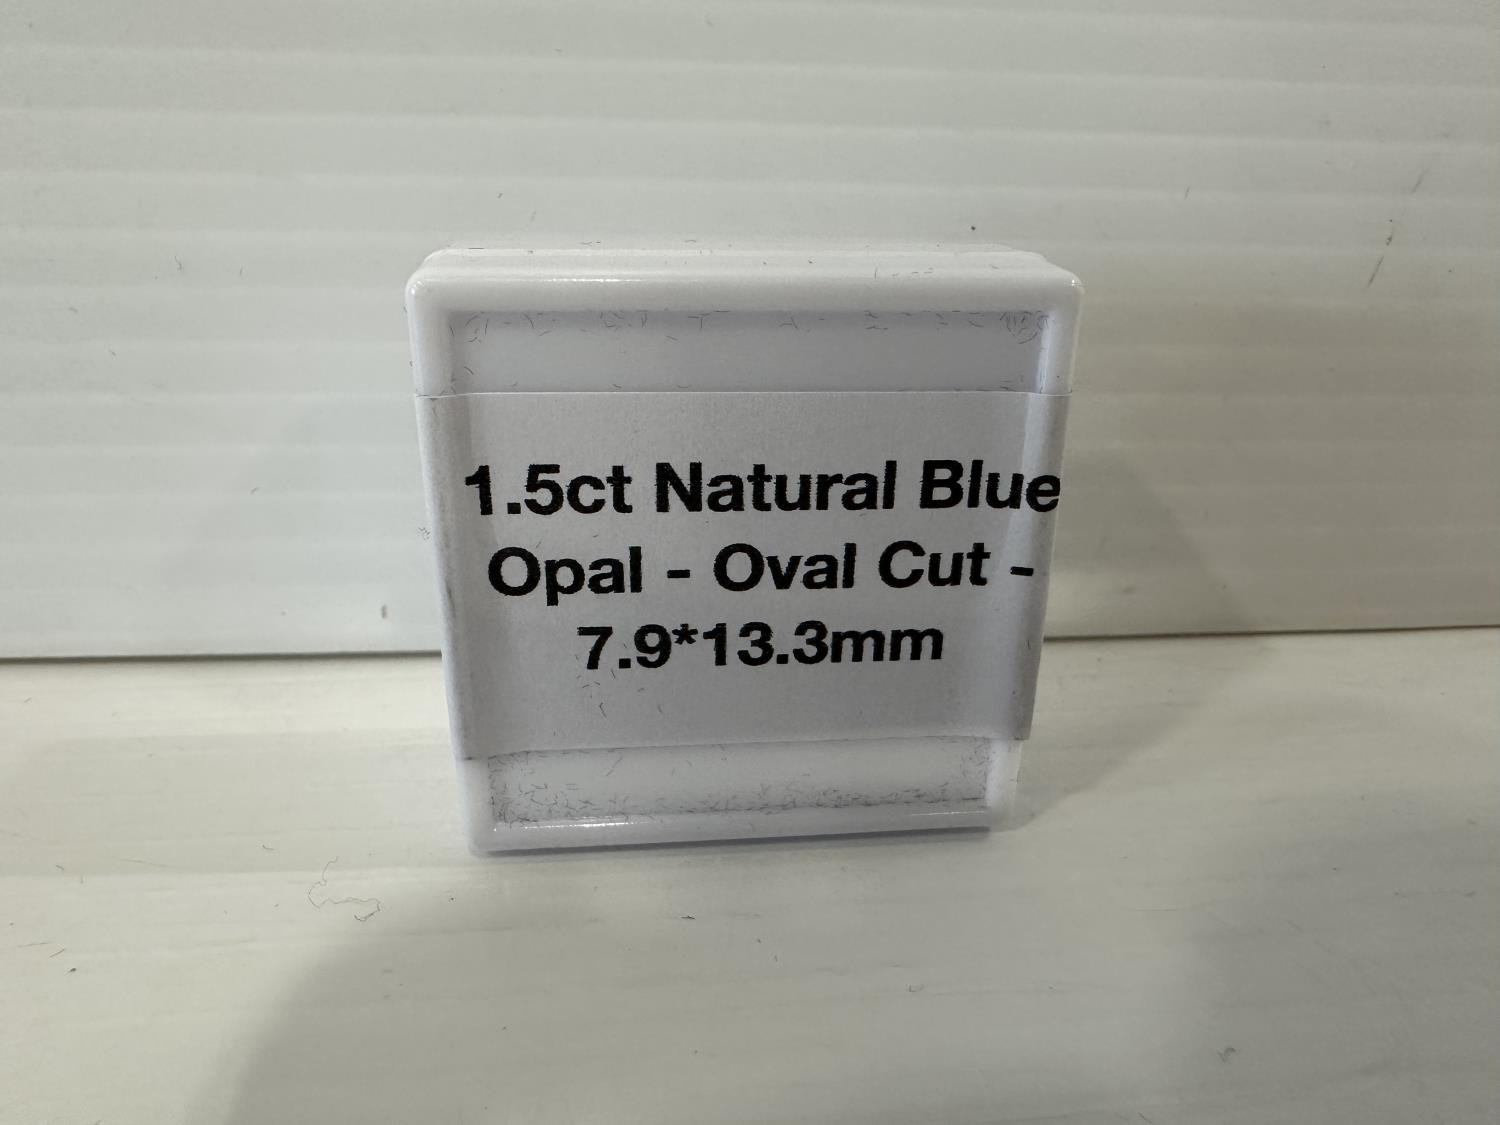 1.5ct Natural Blue
Opal - Oval Cut -
7.9*13.3mm